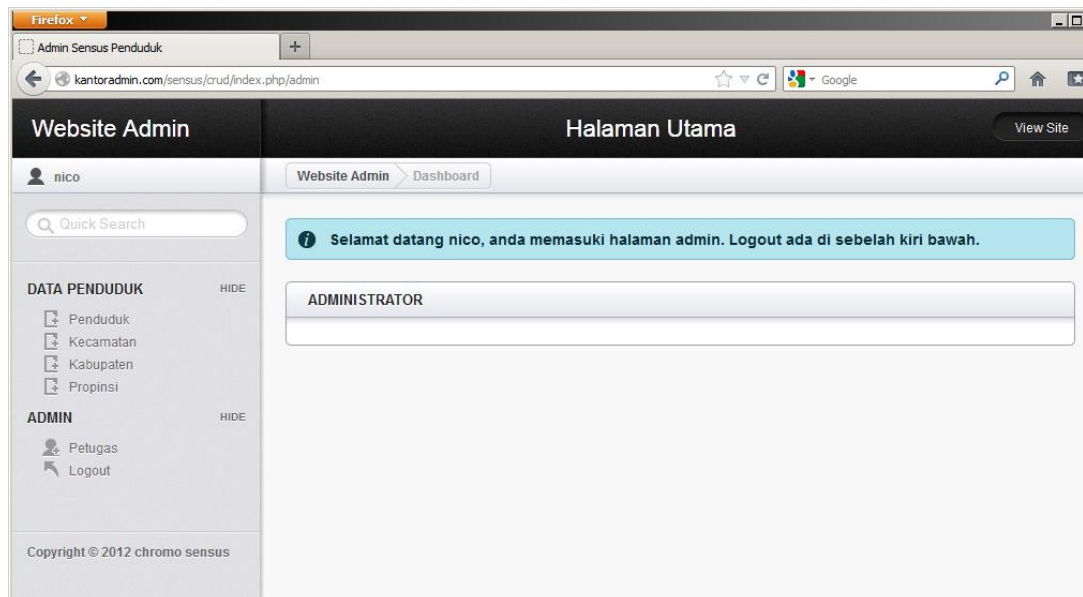 Firefox
Admin Sensus Penduduk
kantoradmin.com/sensus/crud/index.php/admin
Google
Website Admin
Halaman Utama
View Site
nico
Website Admin
Dashboard
Quick Search
Selamat datang nico, anda memasuki halaman admin. Logout ada di sebelah kiri bawah.
DATA PENDUDUK HIDE
Penduduk
Kecamatan
Kabupaten
Propinsi
ADMIN HIDE
Petugas
Logout
ADMINISTRATOR
Copyright © 2012 chromo sensus